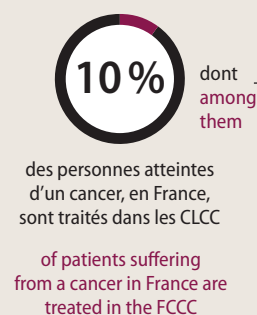 10 %
dont
among
them
des personnes atteintes
d'un cancer, en France,
sont traités dans les CLCC
of patients suffering
from a cancer in France are
treated in the FCCC